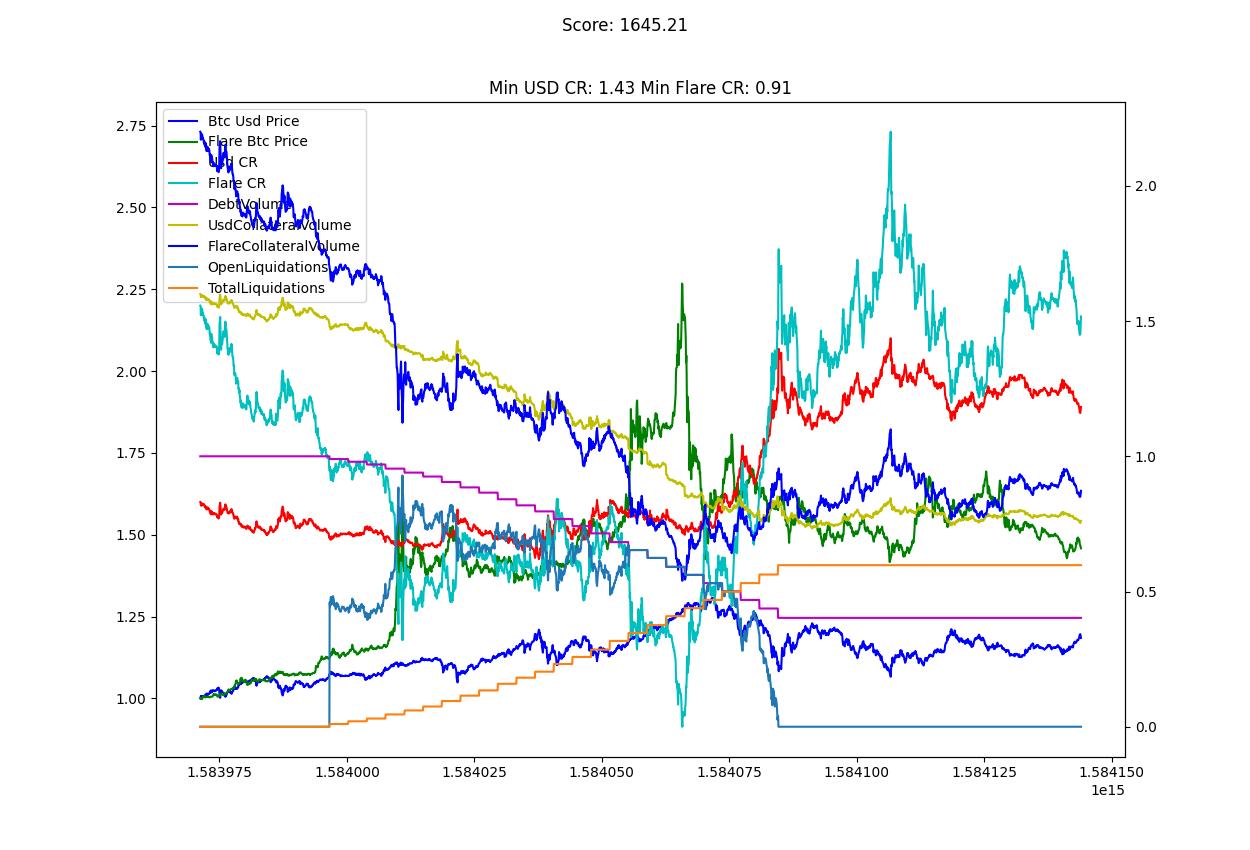 Score: 1645.21
Min USD CR: 1.43 Min Flare CR: 0.91
Btc Usd Price
Flare Btc Price
Usd CR
Flare CR
DebtVolume
UsdCollateralVolume
FlareCollateralVolume
OpenLiquidations
TotalLiquidations
2.75
2.50
2.25
2.00
1.75
1.50
1.25
1.00
2.0
1.5
1.0
0.5
0.0
1.583975 1.584000 1.584025 1.584050 1.584075 1.584100 1.584125 1.584150
1e15